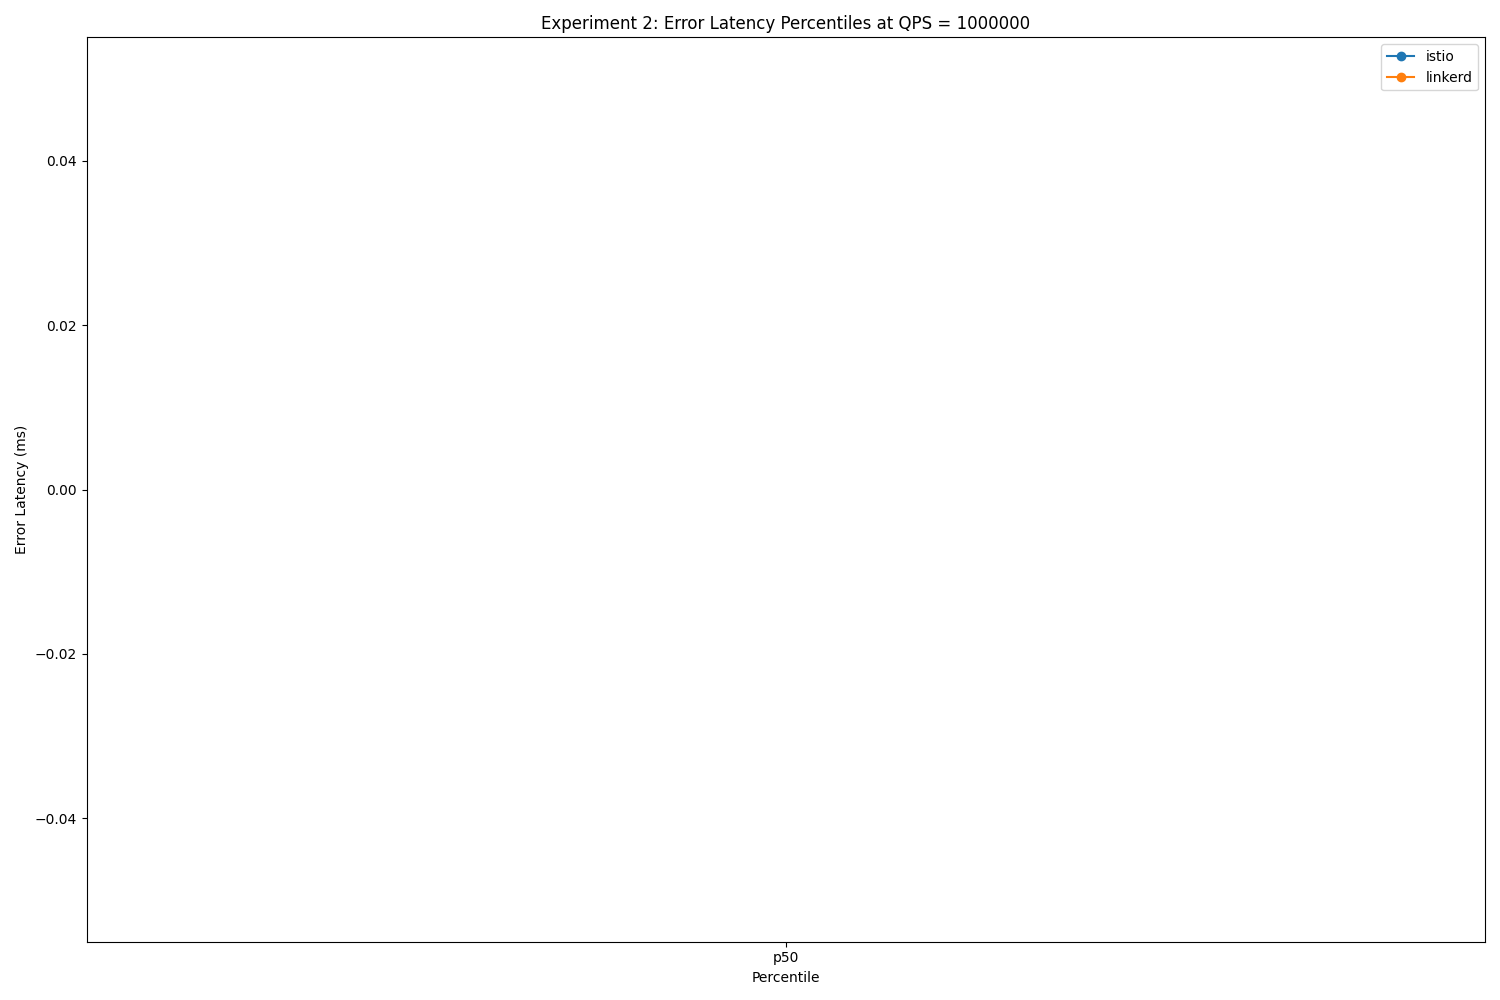 Experiment 2: Error Latency Percentiles at QPS = 1000000
istio
linkerd
0.04
0.02
0.00
−0.02
−0.04
Error Latency (ms)
p50
Percentile